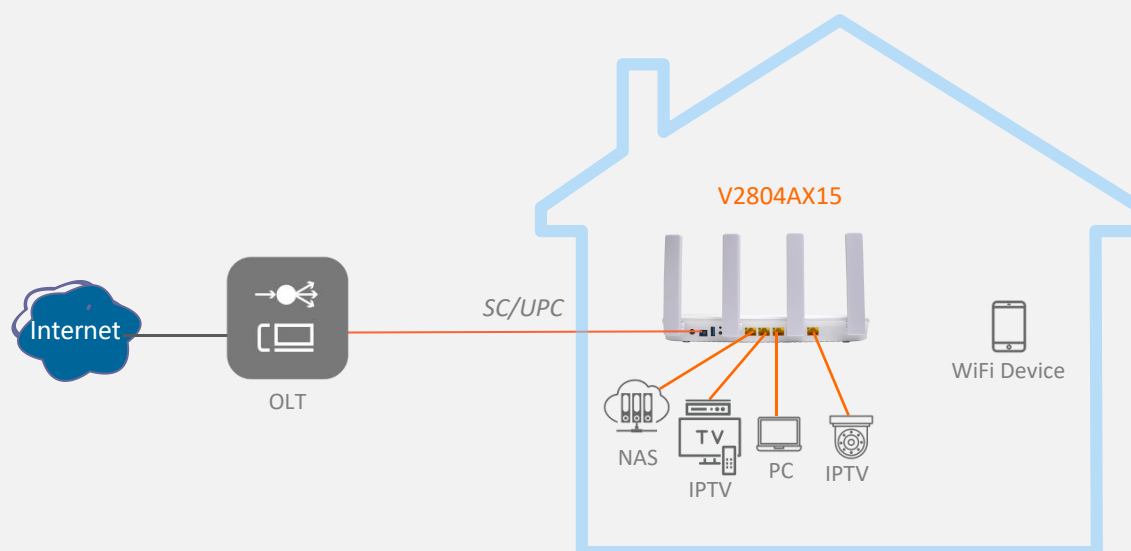 V2804AX15
SC/UPC
Internet
OLT
WiFi Device
TV
NAS
IPTV
PC
IPTV